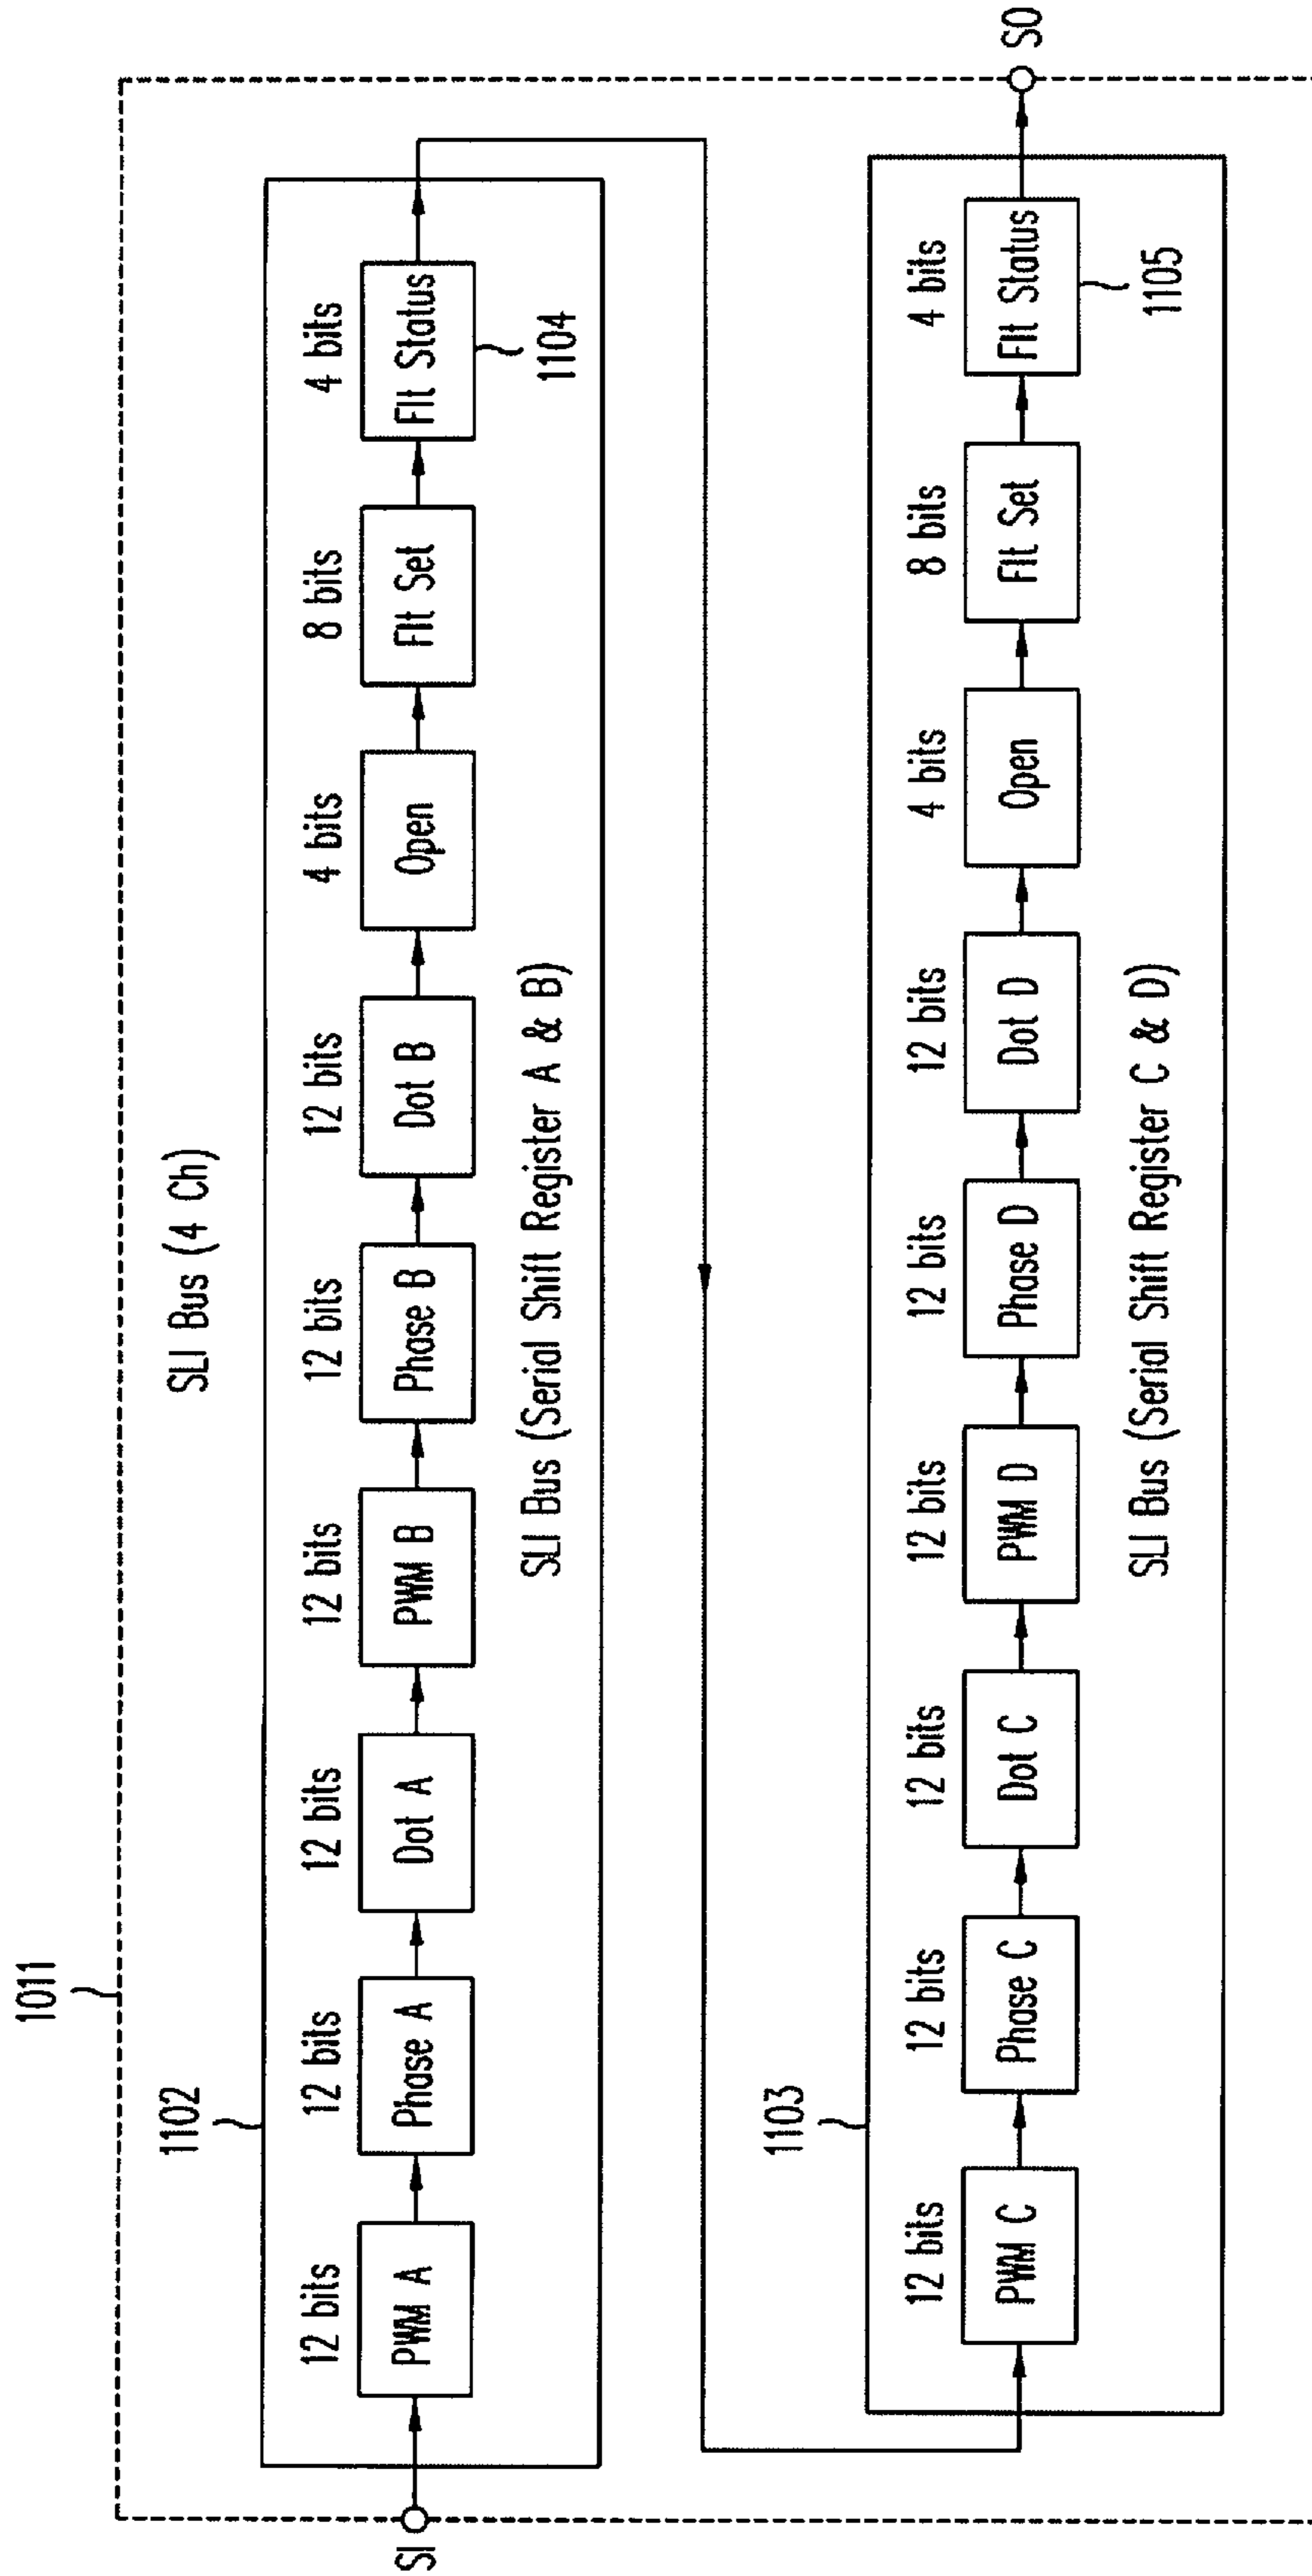 1011
SLI Bus (4 Ch)
1102
12 bits 12 bits 12 bits 12 bits 12 bits 12 bits 4 bits 8 bits 4 bits
SI PWM A Phase A Dot A PWM B Phase B Dot B Open Flt Set Flt Status
1104
SLI Bus (Serial Shift Register A & B)
1103
12 bits 12 bits 12 bits 12 bits 12 bits 12 bits 4 bits 8 bits 4 bits
PWM C Phase C Dot C PWM D Phase D Dot D Open Flt Set Flt Status SO
1105
SLI Bus (Serial Shift Register C & D)